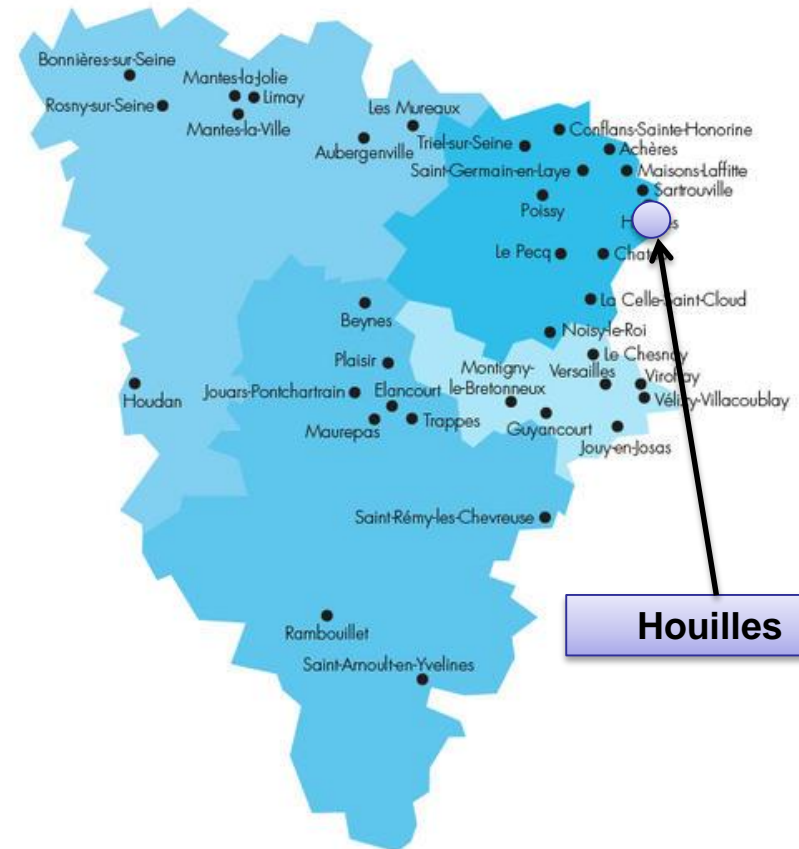 Bonnières-sur-Seine
Mantes-la-Jolie
Limay
Rosny-sur-Seine
Mantes-la-Ville
Les Mureaux
Aubergenville
Conflans-Sainte-Honorine
Triel-sur-Seine
Achères
Saint-Germain-en-Laye
Maisons-Laffitte
Sartrouville
Poissy
Le Pecq
La Celle-Saint-Cloud
Beynes
Noisy-le-Roi
Le Chesnay
Plaisir
Montigny-
le-Bretonneux
Versailles
Viroflay
Houdan
Jouars-Pontchartrain
Elancourt
Vélizy-Villacoublay
Maurepas
Trappes
Guyancourt
Jouy-en-Josas
Saint-Rémy-les-Chevreuse
Houilles
Rambouillet
Saint-Arnoult-en-Yvelines